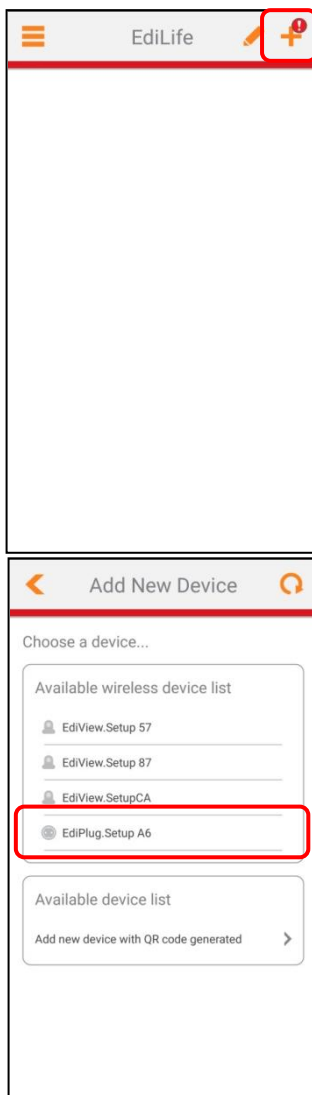 EdiLife
!
Add New Device
Choose a device...
Available wireless device list
EdiView.Setup 57
EdiView.Setup 87
EdiView.SetupCA
EdiPlug.Setup A6
Available device list
Add new device with QR code generated